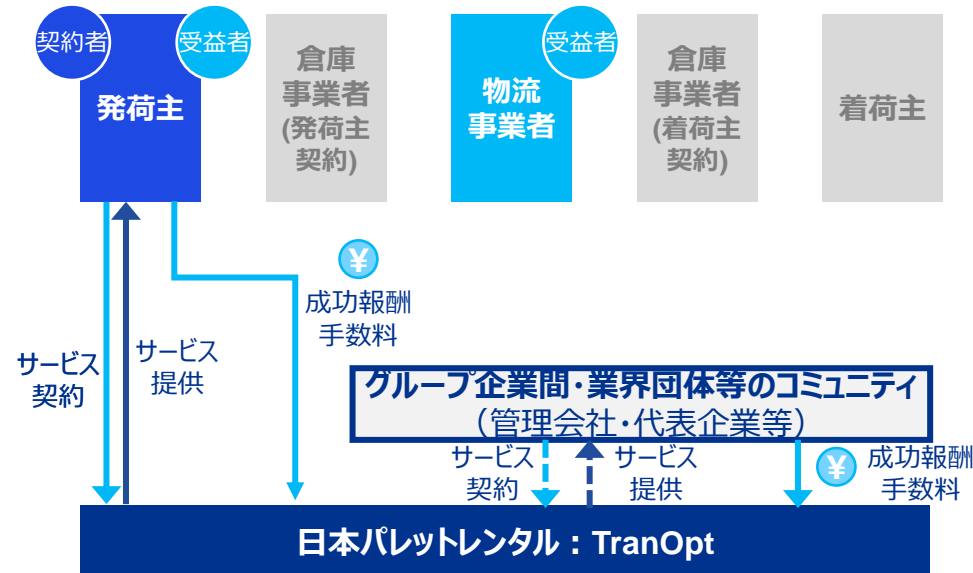 契約者
受益者
発荷主
倉庫
事業者
(発荷主
契約)
受益者
物流
事業者
倉庫
事業者
(着荷主
契約)
着荷主
¥
成功報酬
手数料
サービス
契約
サービス
提供
グループ企業間・業界団体等のコミュニティ
（管理会社・代表企業等）
サービス
契約
サービス
提供
¥
成功報酬
手数料
日本パレットレンタル：TranOpt